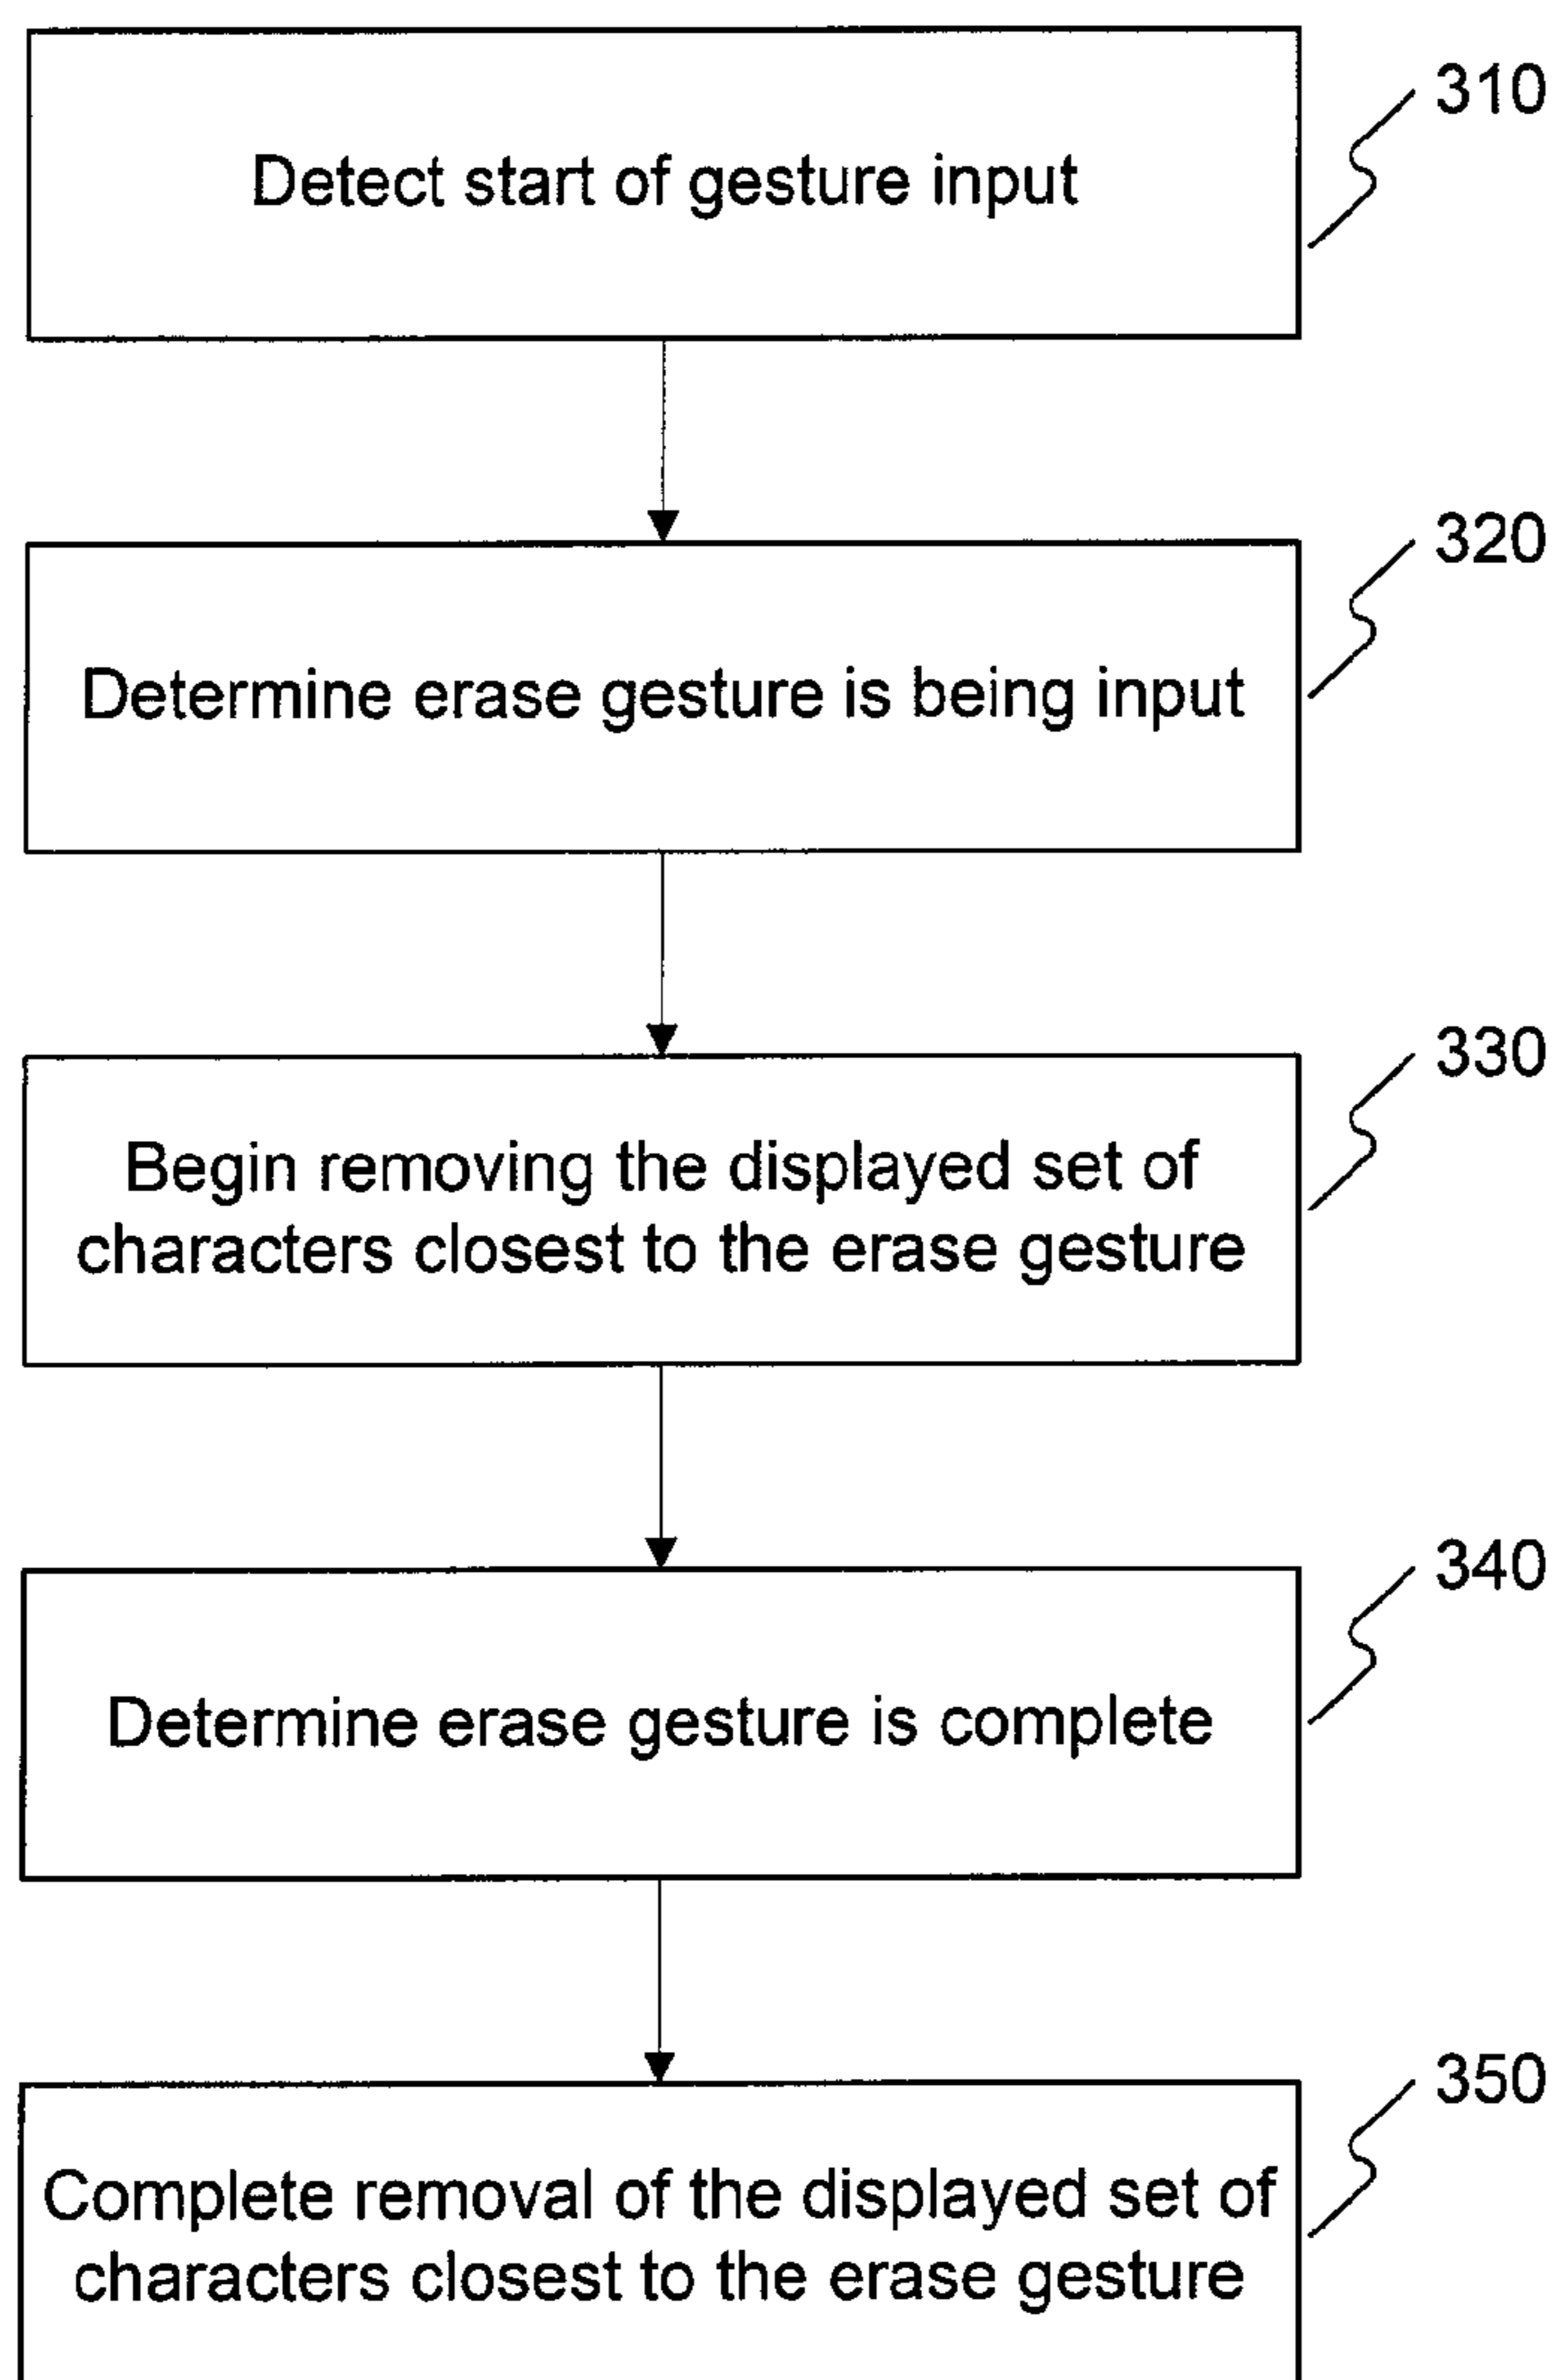 310
Detect start of gesture input
320
Determine erase gesture is being input
330
Begin removing the displayed set of
characters closest to the erase gesture
340
Determine erase gesture is complete
350
Complete removal of the displayed set of
characters closest to the erase gesture